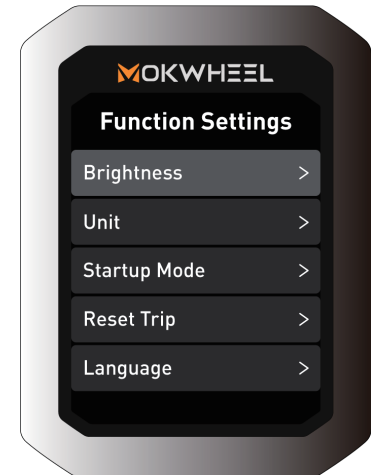 MOKWHEEL
Function Settings
Brightness >
Unit >
Startup Mode >
Reset Trip >
Language >